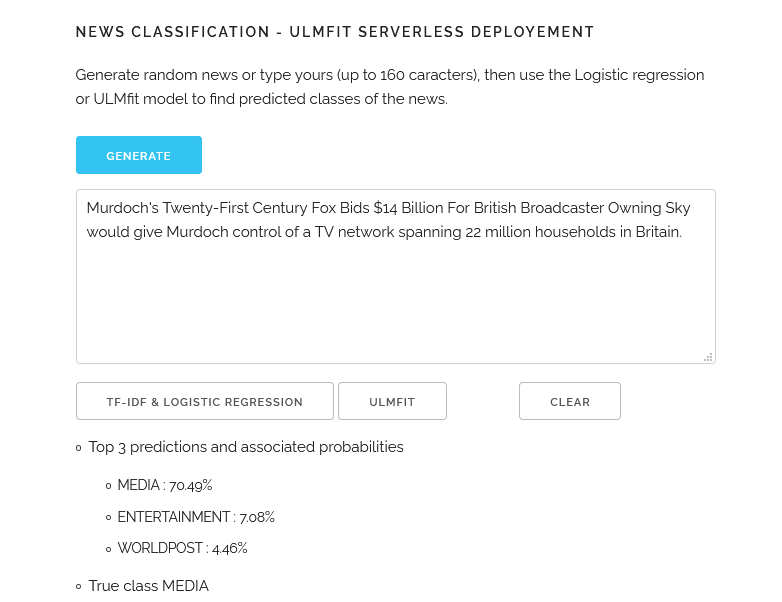 NEWS CLASSIFICATION - ULMFIT SERVERLESS DEPLOYEMENT
Generate random news or type yours (up to 160 caracters), then use the Logistic regression
or ULMfit model to find predicted classes of the news.
GENERATE
Murdoch's Twenty-First Century Fox Bids $14 Billion For British Broadcaster Owning Sky
would give Murdoch control of a TV network spanning 22 million households in Britain.
TF-IDF & LOGISTIC REGRESSION ULMFIT CLEAR
Top 3 predictions and associated probabilities
MEDIA : 70.49%
ENTERTAINMENT : 7.08%
WORLDPOST : 4.46%
True class MEDIA